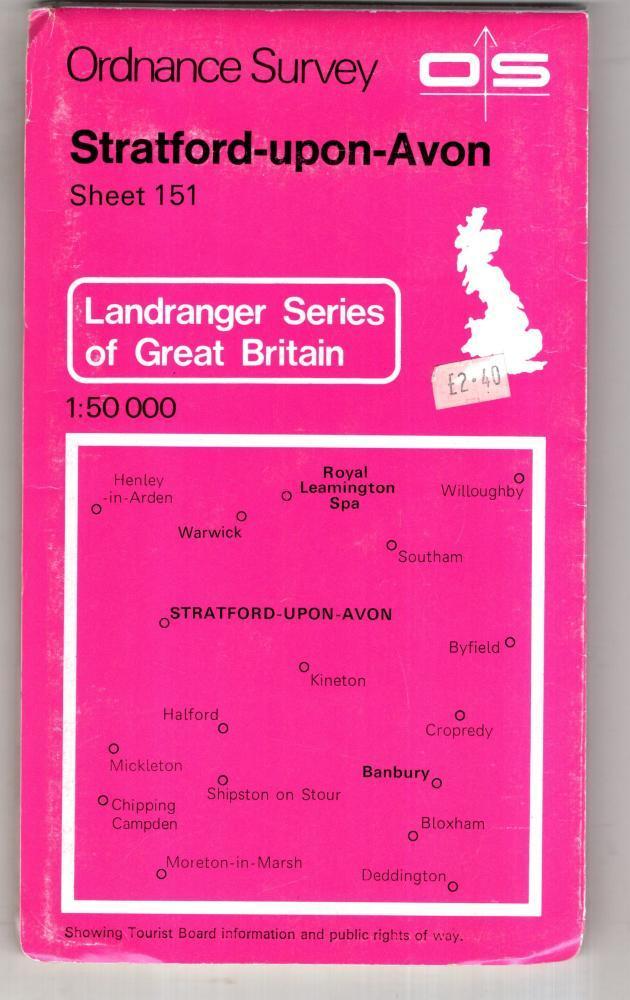 Ordnance Survey
OS
Stratford-upon-Avon
Sheet 151
Landranger Series
of Great Britain
£2·40
1:50 000
Henley
-in-Arden
Royal
Leamington
Spa
Willoughby
Warwick
Southam
STRATFORD-UPON-AVON
Byfield
Kineton
Halford
Cropredy
Mickleton
Banbury
Shipston on Stour
Chipping
Campden
Bloxham
Moreton-in-Marsh
Deddington
Showing Tourist Board information and public rights of way.